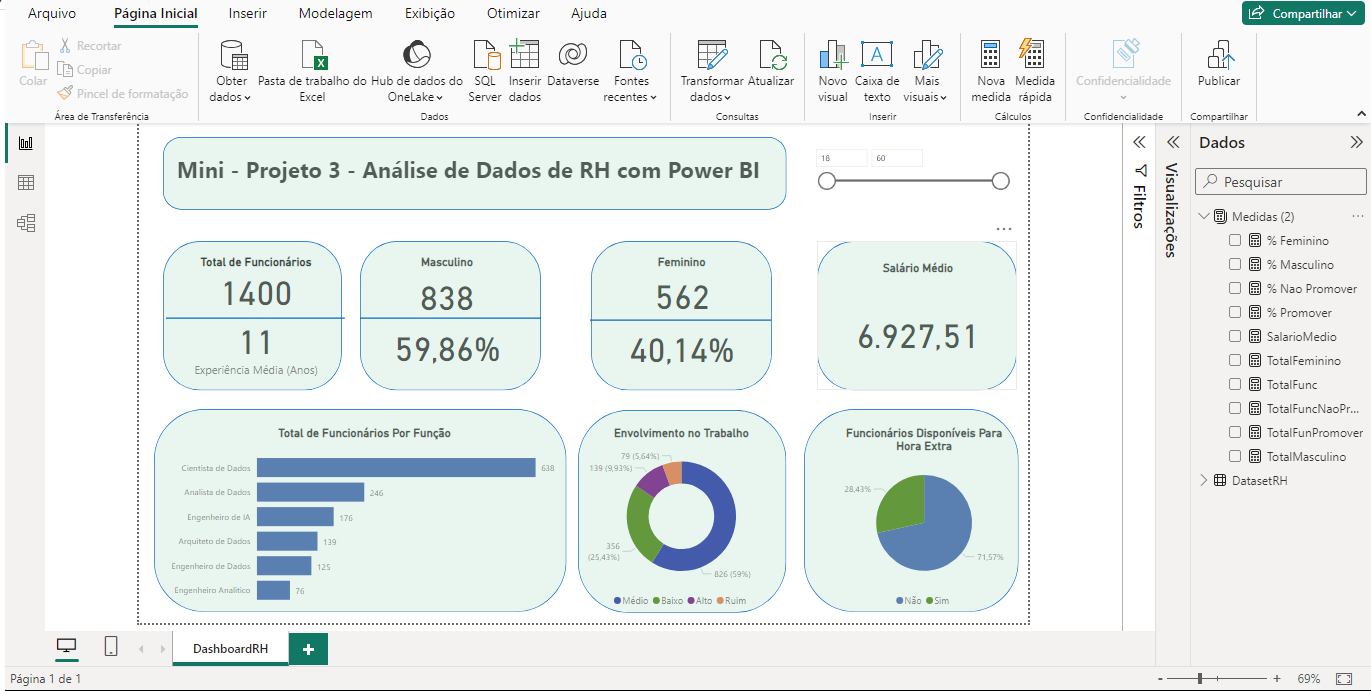 Arquivo
Página Inicial
Inserir
Modelagem
Exibição
Otimizar
Ajuda
Compartilhar
Colar
Recortar
Copiar
Pincel de formatação
Área de Transferência
Obter
dados
Pasta de trabalho do
Excel
Hub de dados do
OneLake
SQL
Server
Inserir
dados
Dataverse
Fontes
recentes
Dados
Transformar
dados
Atualizar
Consultas
Novo
visual
Caixa de
texto
Mais
visuais
Inserir
Nova
medida
Medida
rápida
Cálculos
Confidencialidade
Confidencialidade
Publicar
Compartilhar
Mini - Projeto 3 - Análise de Dados de RH com Power BI
18
60
Total de Funcionários
1400
11
Experiência Média (Anos)
Masculino
838
59,86%
Feminino
562
40,14%
Salário Médio
6.927,51
Total de Funcionários Por Função
Cientista de Dados 638
Analista de Dados 246
Engenheiro de IA 176
Arquiteto de Dados 139
Engenheiro de Dados 125
Engenheiro Analítico 76
Envolvimento no Trabalho
79 (5,64%)
139 (9,93%)
356
(25,43%)
826 (59%)
Médio Baixo Alto Ruim
Funcionários Disponíveis Para
Hora Extra
28,43%
71,57%
Não Sim
Filtros
Visualizações
Dados
Pesquisar
Medidas (2)
% Feminino
% Masculino
% Nao Promover
% Promover
SalarioMedio
TotalFeminino
TotalFunc
TotalFuncNaoPr...
TotalFunPromover
TotalMasculino
DatasetRH
DashboardRH
Página 1 de 1
- + 69%